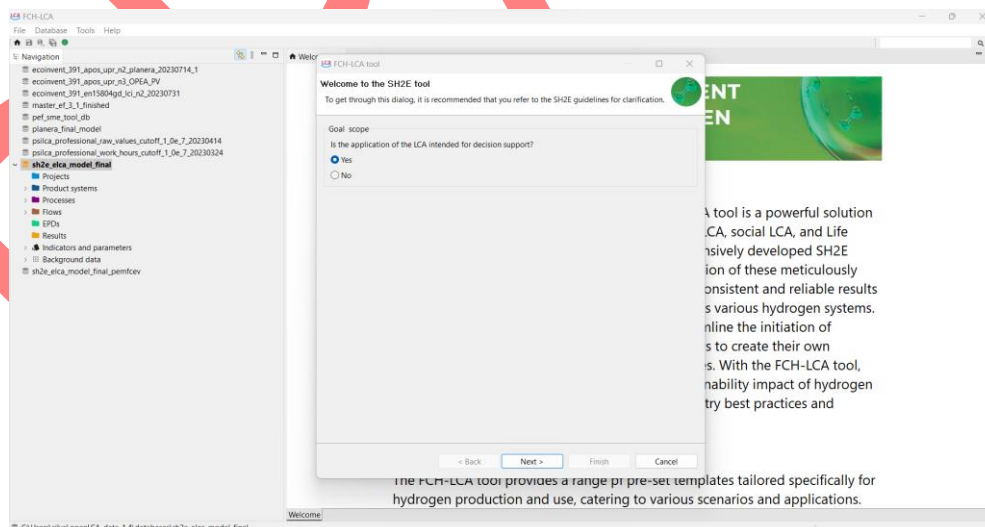 FCH-LCA
File Database Tools Help
Navigation
ecoinvent_391_apos_upr_n2_planera_20230714_1
ecoinvent_391_apos_upr_n3_OPEA_PV
ecoinvent_391_en15804gd_lci_n2_20230731
master_ef_3_1_finished
pef_sme_tool_db
planera_final_model
psilca_professional_raw_values_cutoff_1_0e_7_20230414
psilca_professional_work_hours_cutoff_1_0e_7_20230324
sh2e_elca_model_final
Projects
Product systems
Processes
Flows
EPDs
Results
Indicators and parameters
Background data
sh2e_elca_model_final_pemfcev
Welcome
FCH-LCA tool
Welcome to the SH2E tool
To get through this dialog, it is recommended that you refer to the SH2E guidelines for clarification.
Goal scope
Is the application of the LCA intended for decision support?
Yes
No
< Back Next > Finish Cancel
ENT
EN
A tool is a powerful solution
LCA, social LCA, and Life
nsively developed SH2E
ion of these meticulously
onsistent and reliable results
s various hydrogen systems.
nline the initiation of
s to create their own
es. With the FCH-LCA tool,
nability impact of hydrogen
try best practices and
The FCH-LCA tool provides a range pf pre-set templates tailored specifically for
hydrogen production and use, catering to various scenarios and applications.
Welcome